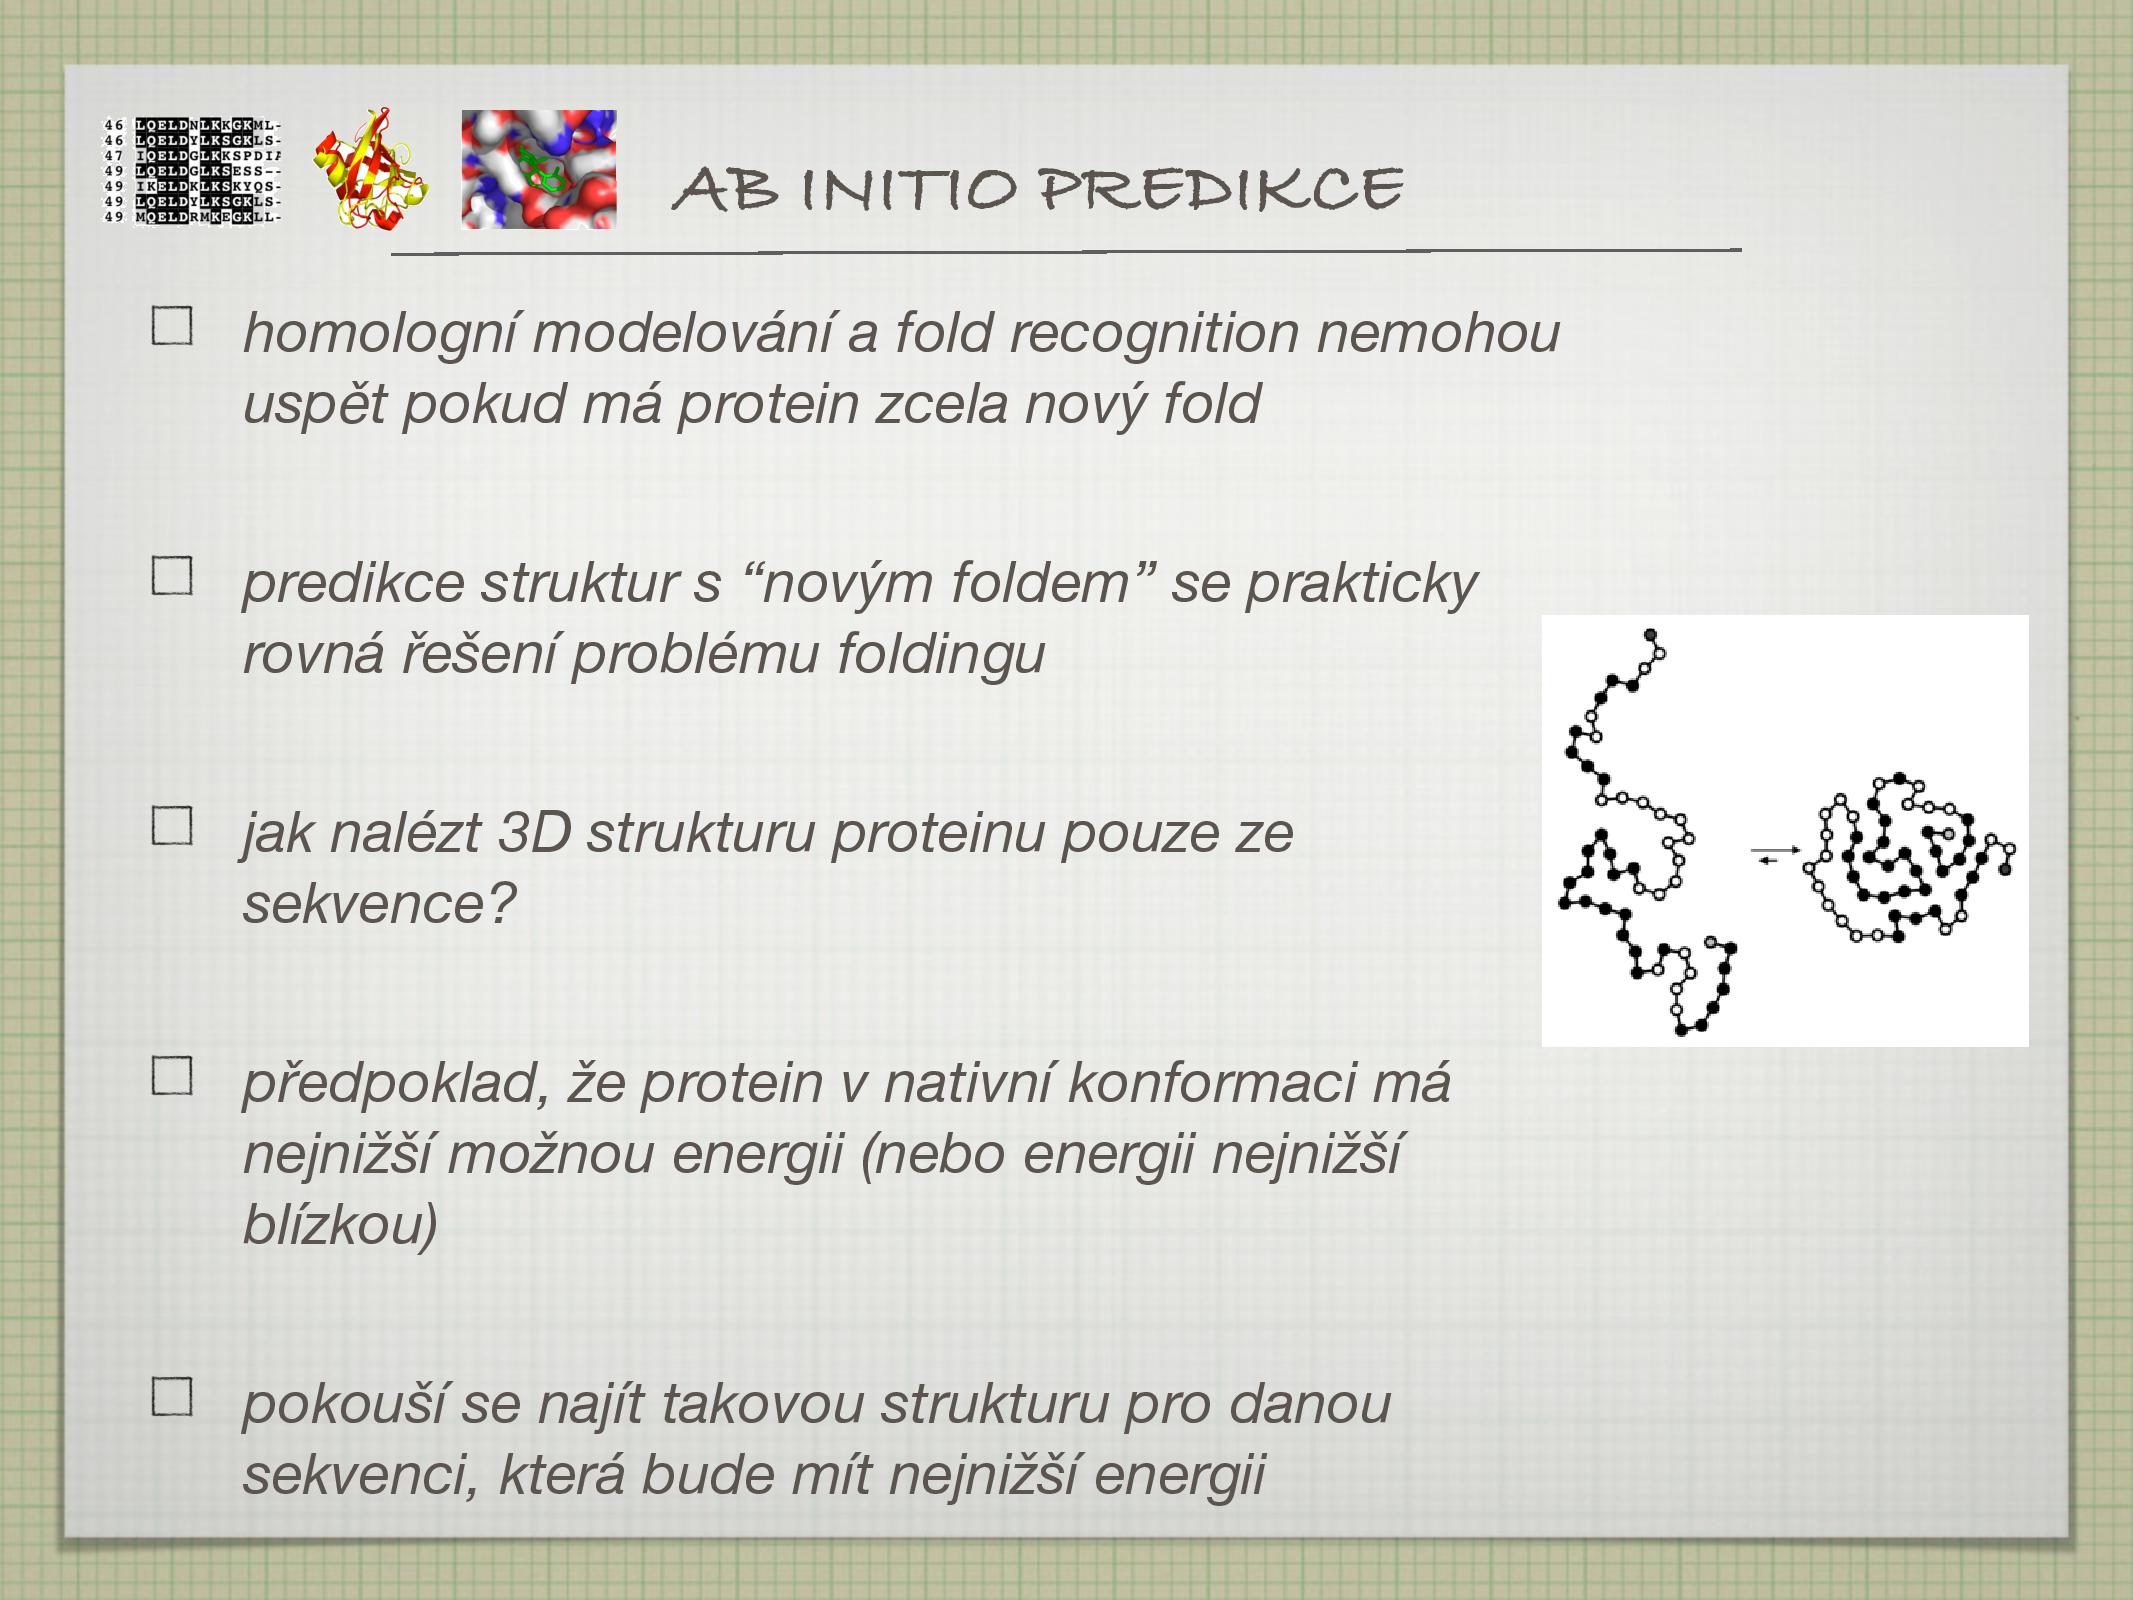 46 LQELDNLKKGKML-
46 LQELDYLKSGKLS-
47 IQELDGLKKSPDIA
49 LQELDGLKSESS--
49 IKELDKLKSKYQS-
49 LQELDYLKSGKLS-
49 MQELDRMKEGKLL-
AB INITIO PREDIKCE
homologní modelování a fold recognition nemohou
uspět pokud má protein zcela nový fold
predikce struktur s “novým foldem” se prakticky
rovná řešení problému foldingu
jak nalézt 3D strukturu proteinu pouze ze
sekvence?
předpoklad, že protein v nativní konformaci má
nejnižší možnou energii (nebo energii nejnižší
blízkou)
pokouší se najít takovou strukturu pro danou
sekvenci, která bude mít nejnižší energii